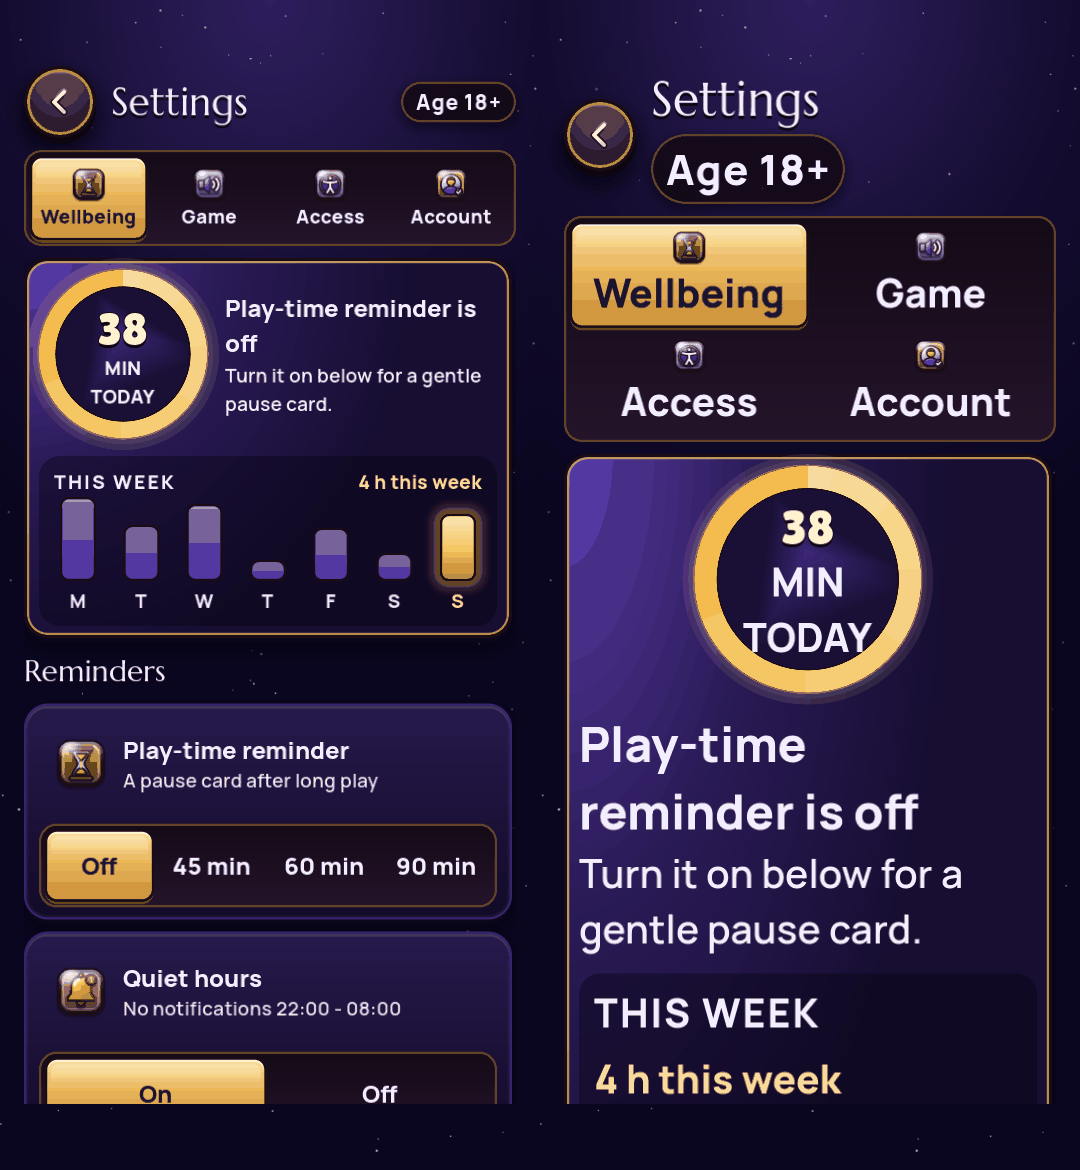 Settings
Age 18+
Wellbeing
Game
Access
Account
38
MIN
TODAY
Play-time reminder is
off
Turn it on below for a gentle
pause card.
THIS WEEK
4 h this week
M T W T F S S
Reminders
Play-time reminder
A pause card after long play
Off
45 min
60 min
90 min
Quiet hours
No notifications 22:00 - 08:00
On
Off
Settings
Age 18+
Wellbeing
Game
Access
Account
38
MIN
TODAY
Play-time
reminder is off
Turn it on below for a
gentle pause card.
THIS WEEK
4 h this week